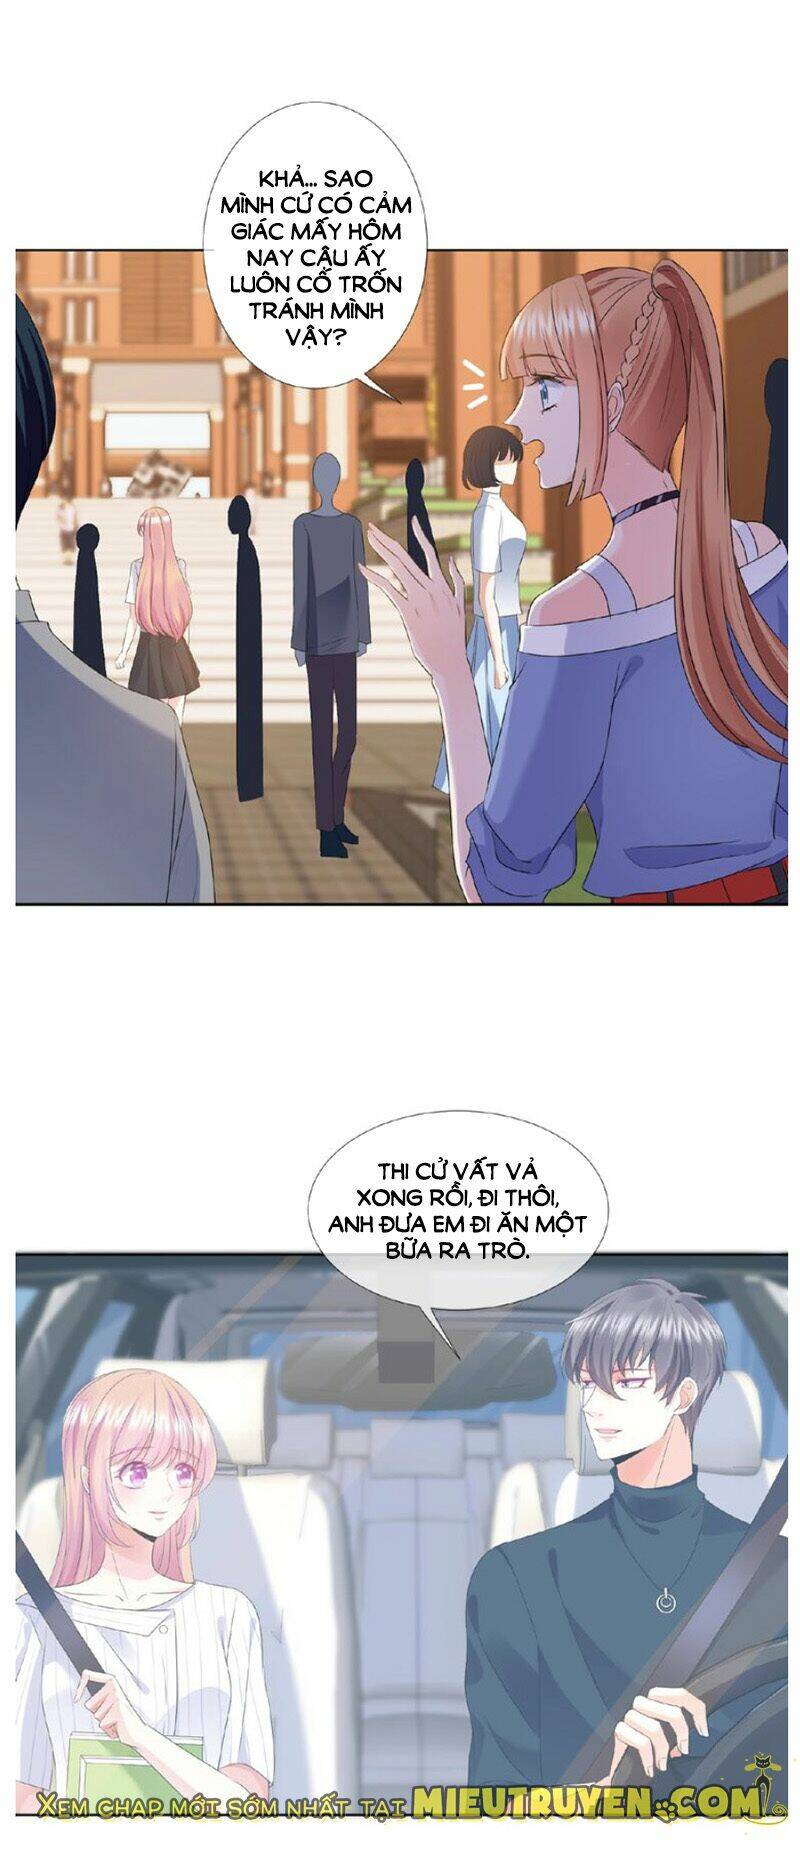 KHẢ... SAO
MÌNH CỨ CÓ CẢM
GIÁC MẤY HÔM
NAY CẬU ẤY
LUÔN CỐ TRỐN
TRÁNH MÌNH
VẬY?
THI CỬ VẤT VẢ
XONG RỒI, ĐI THÔI,
ANH ĐƯA EM ĐI ĂN MỘT
BỮA RA TRÒ.
XEM CHAP MỚI SỚM NHẤT TẠI MIEUTRUYEN.COM